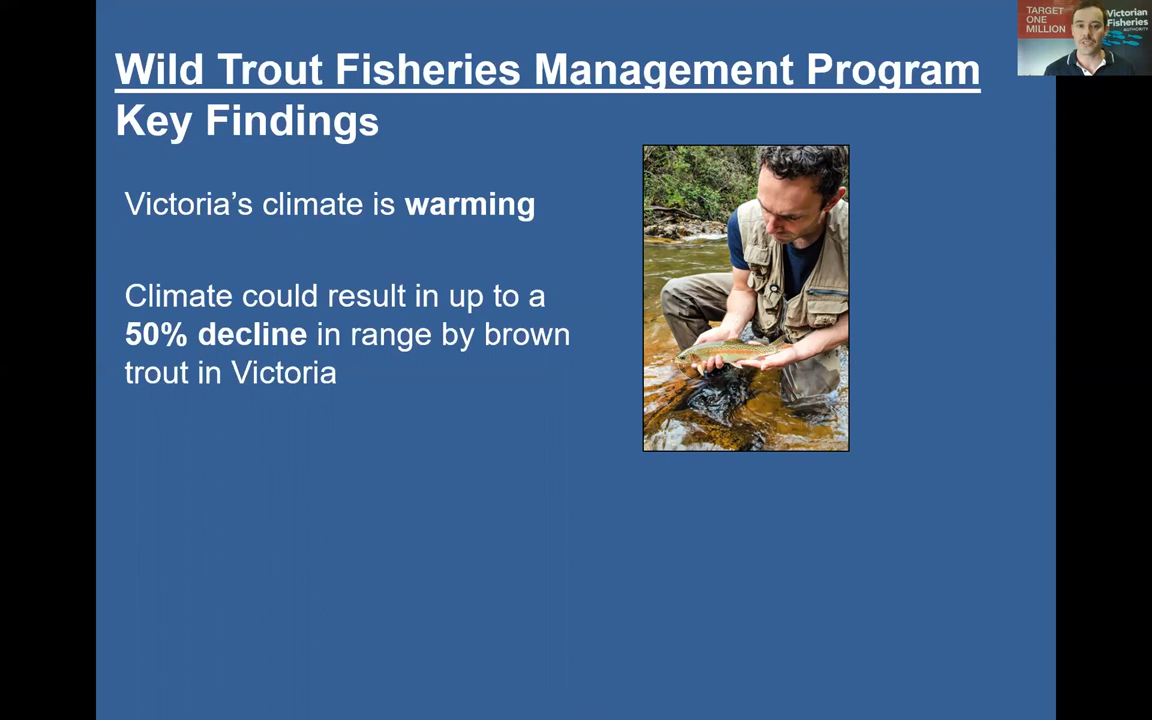 Wild Trout Fisheries Management Program
Key Findings
Victoria’s climate is warming
Climate could result in up to a
50% decline in range by brown
trout in Victoria
TARGET
ONE
MILLION
Victorian
Fisheries
AUTHORITY